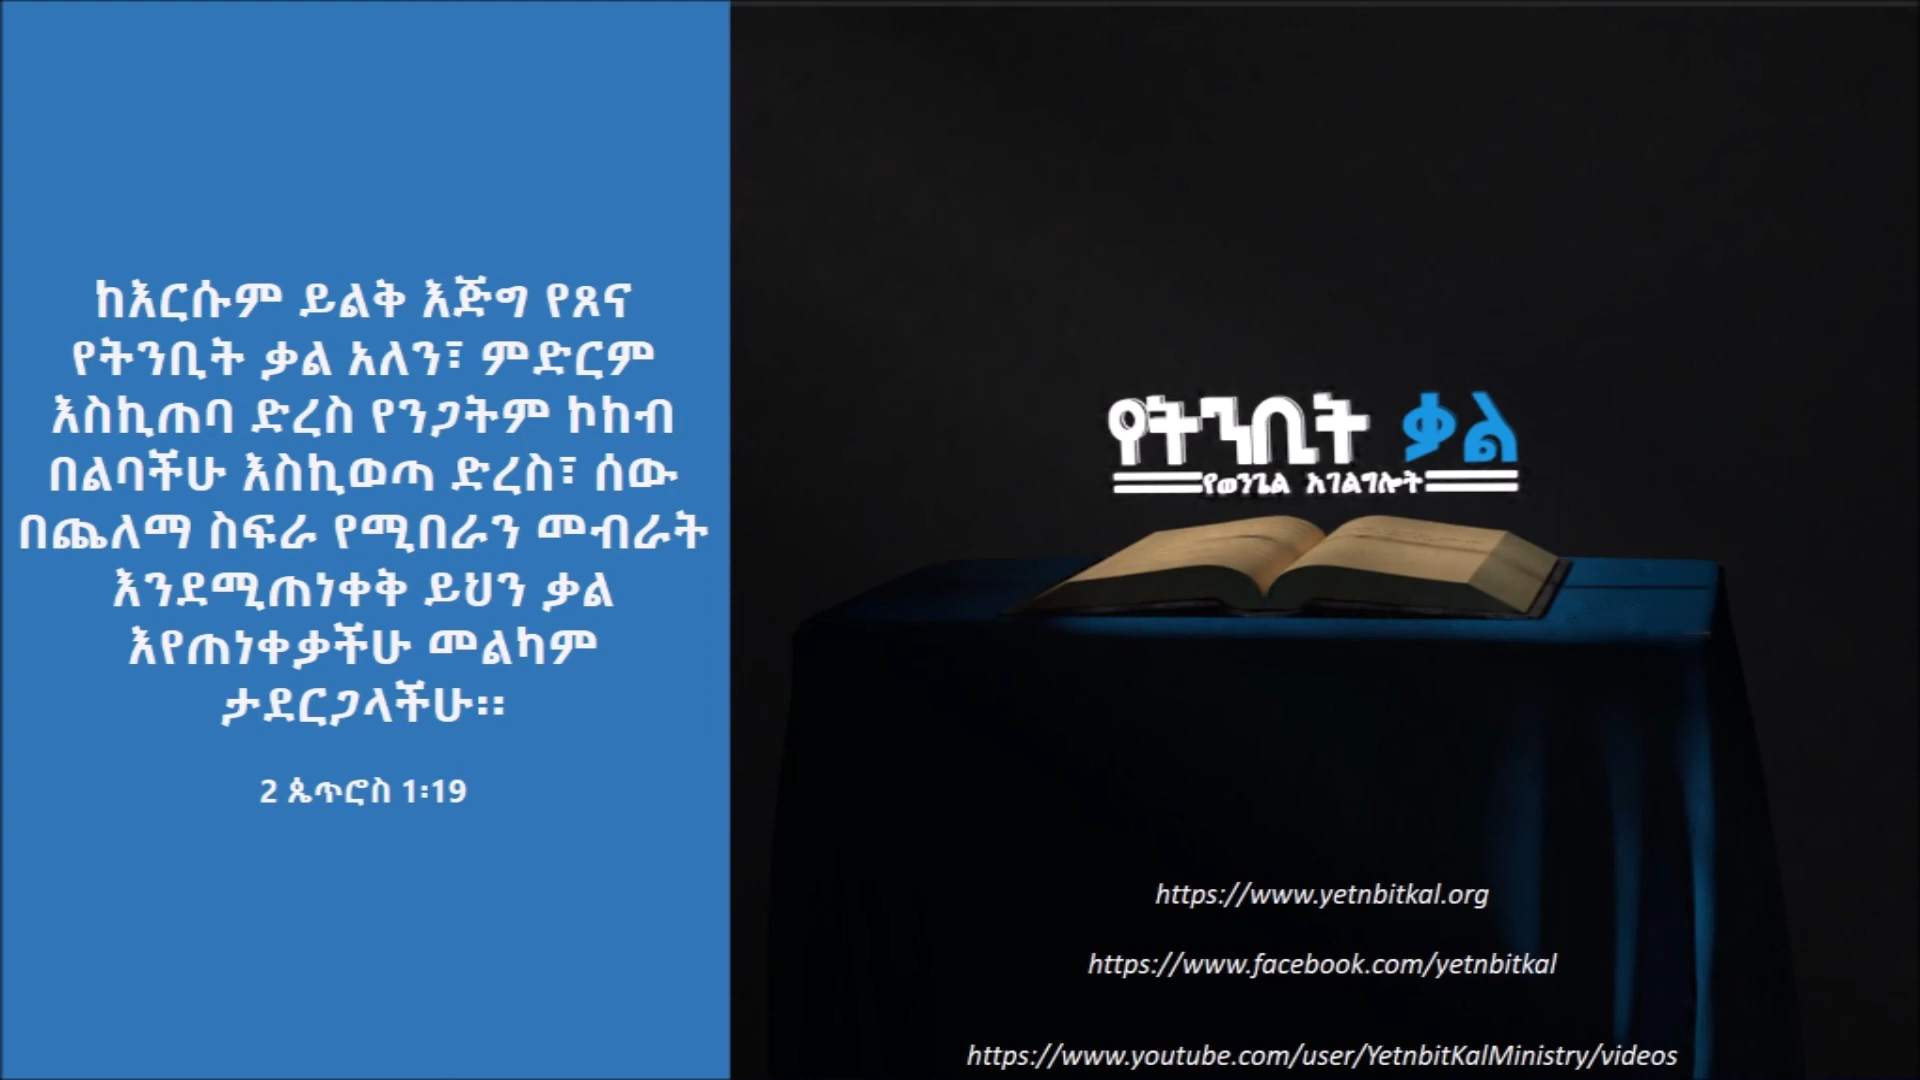 ከእርሱም ይልቅ እጅግ የጸና
የትንቢት ቃል አለን፣ ምድርም
እስኪጠባ ድረስ የንጋትም ኮከብ
በልባችሁ እስኪወጣ ድረስ፣ ሰው
በጨለማ ስፍራ የሚበራን መብራት
እንደሚጠነቀቅ ይህን ቃል
እየጠነቀቃችሁ መልካም
ታደርጋላችሁ፡፡
2 ጴጥሮስ 1፡19
የትንቢት ቃል
የወንጌል አገልግሎት
https://www.yetnbitkal.org
https://www.facebook.com/yetnbitkal
https://www.youtube.com/user/YetnbitKalMinistry/videos